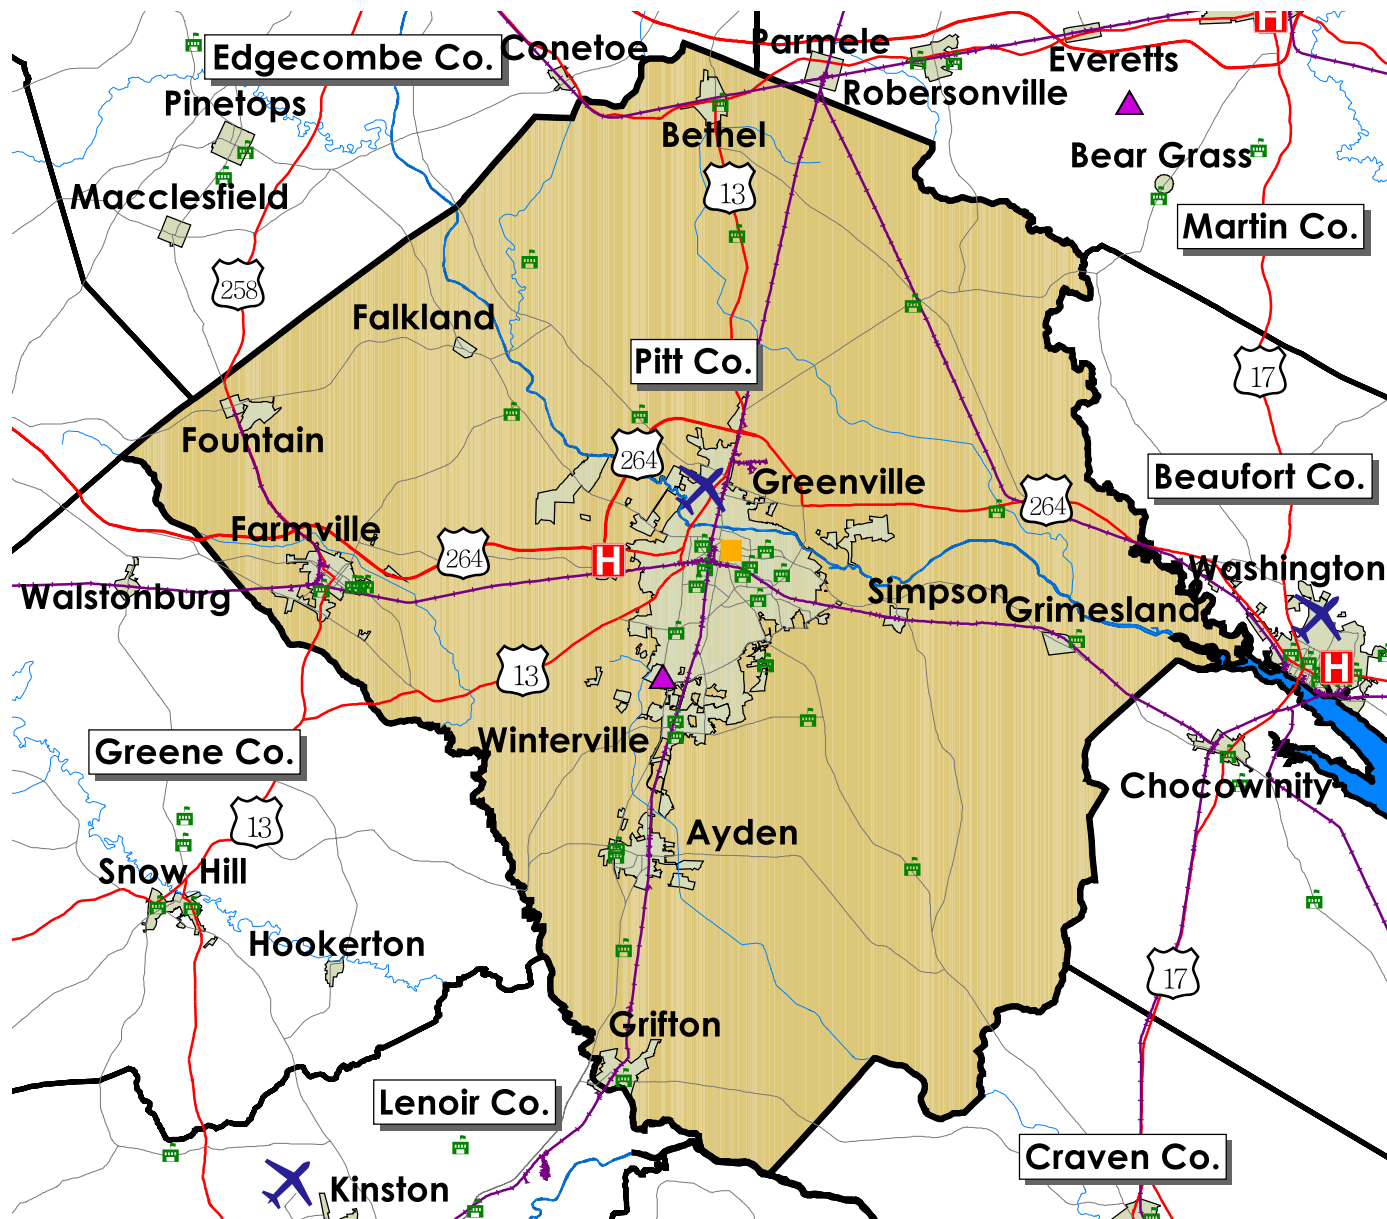 Edgecombe Co.
Conetoe
Parmele
Everetts
Robersonville
Pinetops
Bethel
Bear Grass
Macclesfield
13
Martin Co.
258
Falkland
Pitt Co.
17
Fountain
264
Greenville
Beaufort Co.
264
Farmville
264
H
Washington
Walstonburg
Simpson
Grimesland
13
H
Winterville
Greene Co.
Chocowinity
13
Ayden
Snow Hill
Hookerton
17
Grifton
Lenoir Co.
Craven Co.
Kinston
H